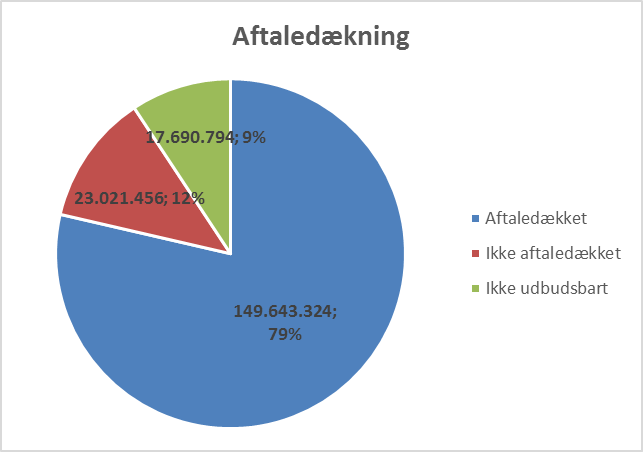 Aftaledækning
17.690.794; 9%
23.021.456; 12%
149.643.324;
79%
Aftaledækket
Ikke aftaledækket
Ikke udbudsbart